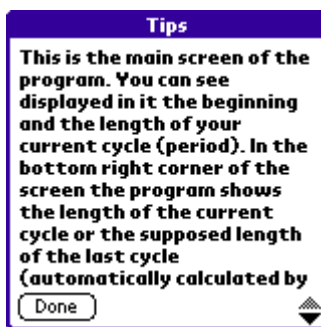 Tips
This is the main screen of the
program. You can see
displayed in it the beginning
and the length of your
current cycle (period). In the
bottom right corner of the
screen the program shows
the length of the current
cycle or the supposed length
of the last cycle
(automatically calculated by
Done